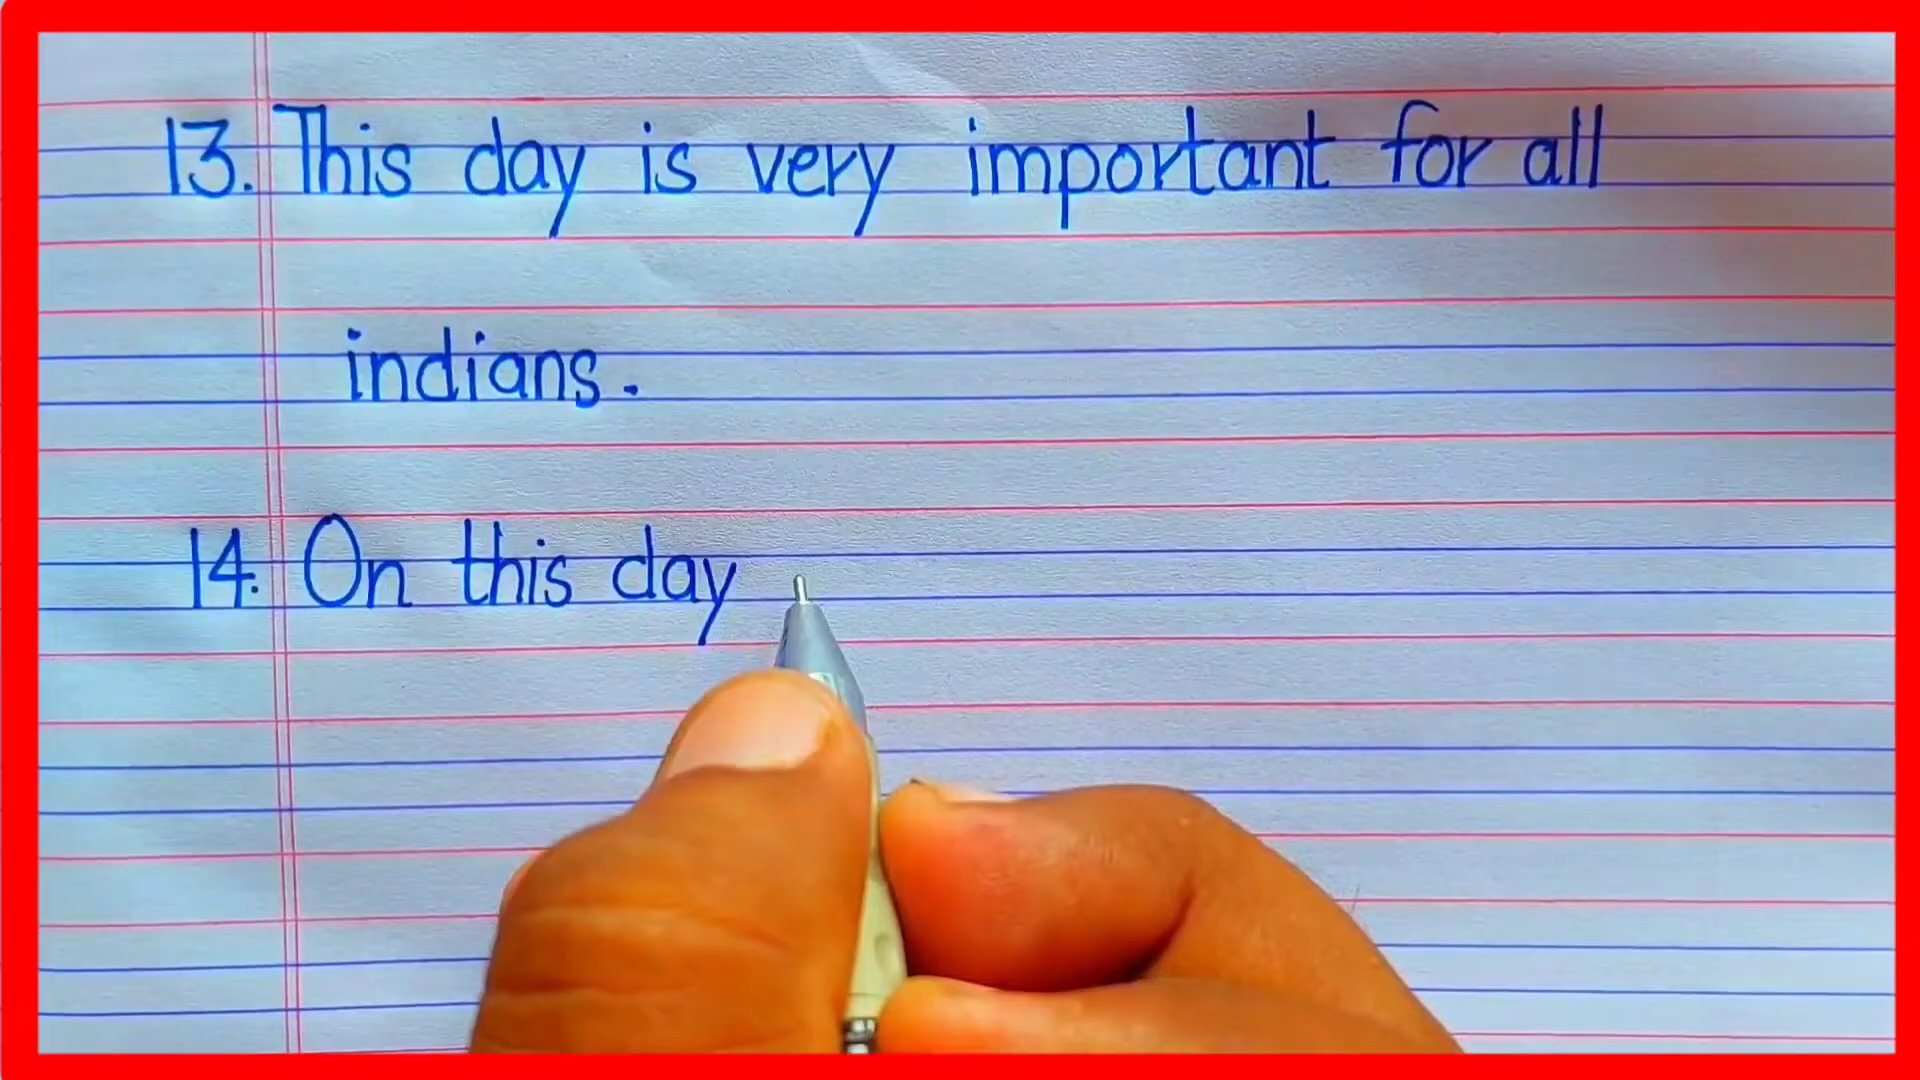 13. This day is very important for all
indians.
14. On this day